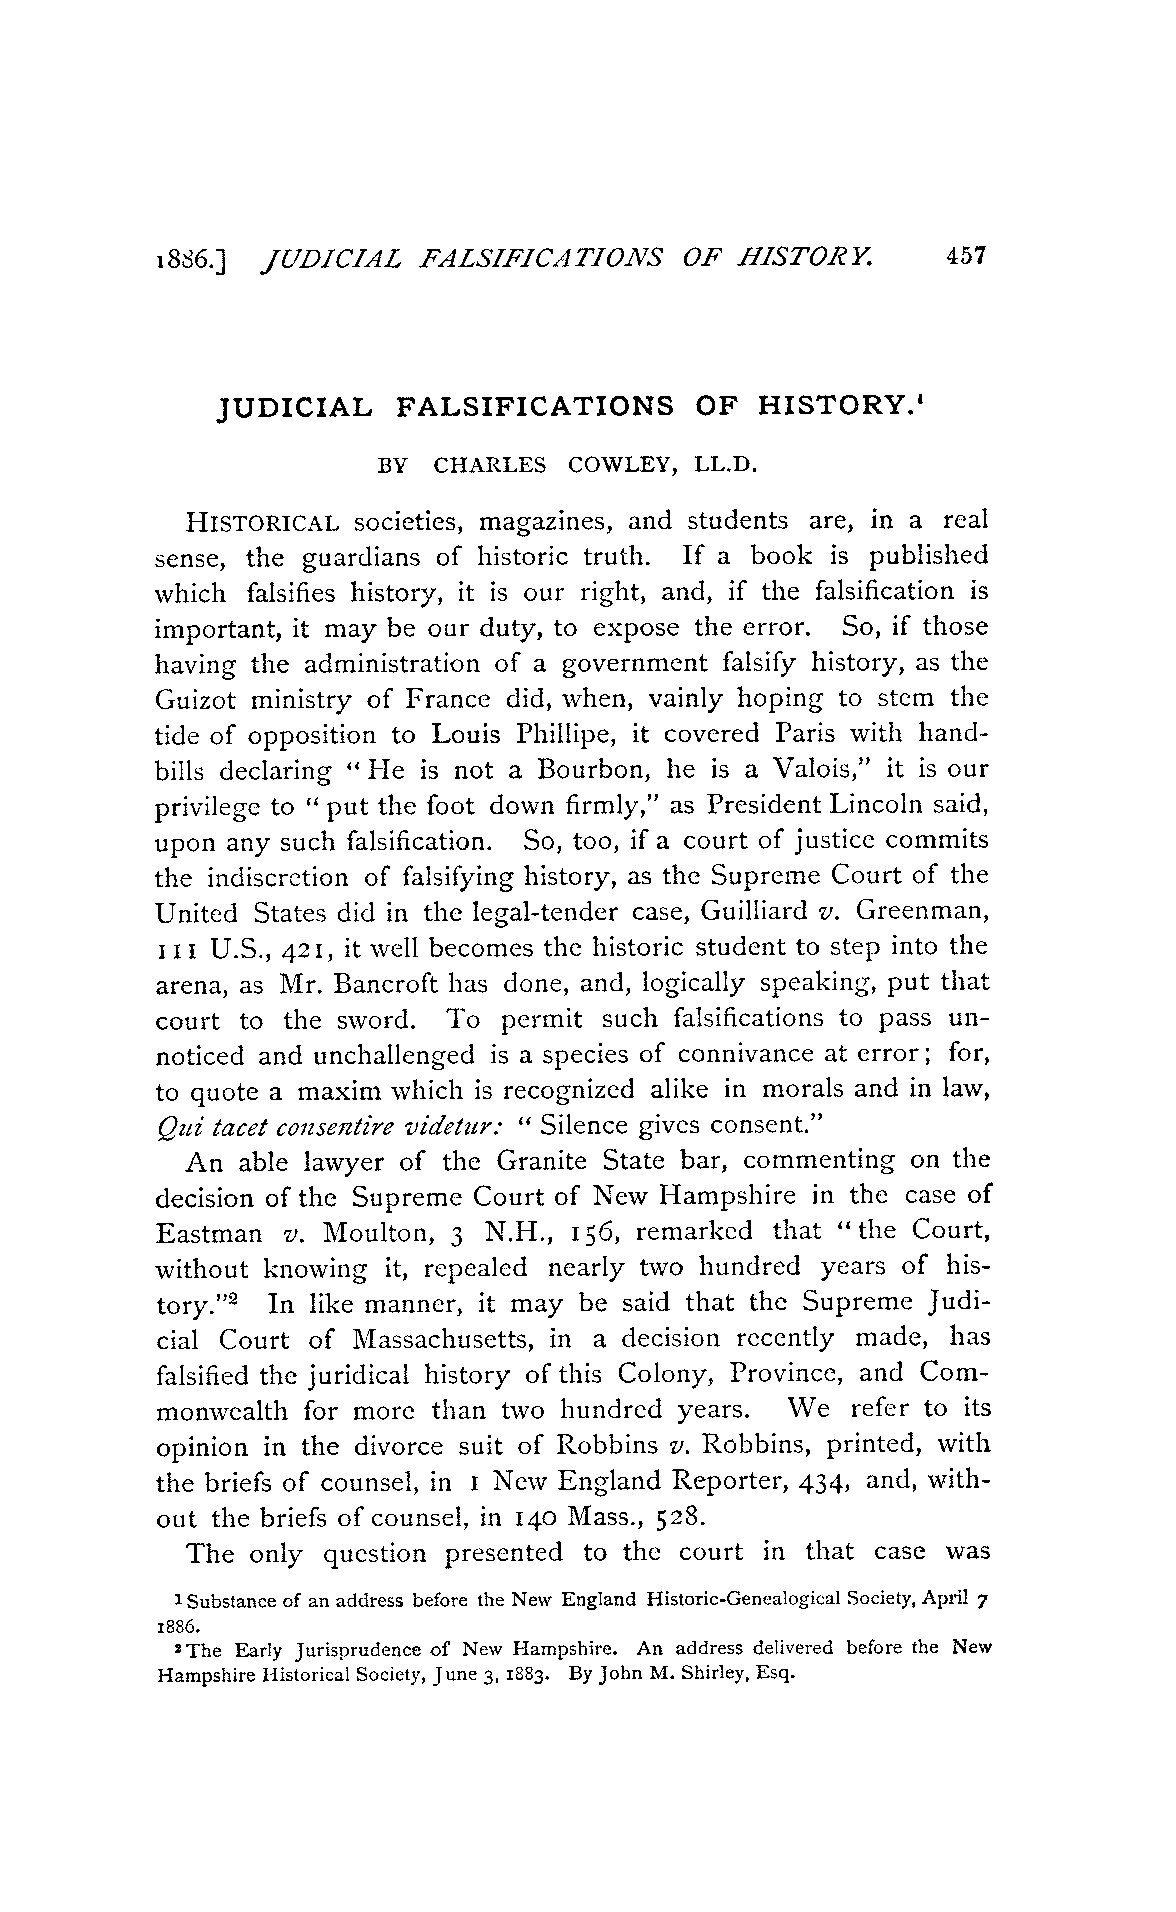 1886.] JUDICIAL FALSIFICATIONS OF HISTORY. 457
JUDICIAL FALSIFICATIONS OF HISTORY.¹
BY CHARLES COWLEY, LL.D.
HISTORICAL societies, magazines, and students are, in a real
sense, the guardians of historic truth. If a book is published
which falsifies history, it is our right, and, if the falsification is
important, it may be our duty, to expose the error. So, if those
having the administration of a government falsify history, as the
Guizot ministry of France did, when, vainly hoping to stem the
tide of opposition to Louis Phillipe, it covered Paris with hand-
bills declaring “He is not a Bourbon, he is a Valois,” it is our
privilege to “put the foot down firmly,” as President Lincoln said,
upon any such falsification. So, too, if a court of justice commits
the indiscretion of falsifying history, as the Supreme Court of the
United States did in the legal-tender case, Guilliard v. Greenman,
111 U.S., 421, it well becomes the historic student to step into the
arena, as Mr. Bancroft has done, and, logically speaking, put that
court to the sword. To permit such falsifications to pass un-
noticed and unchallenged is a species of connivance at error; for,
to quote a maxim which is recognized alike in morals and in law,
Qui tacet consentire videtur: “Silence gives consent.”
An able lawyer of the Granite State bar, commenting on the
decision of the Supreme Court of New Hampshire in the case of
Eastman v. Moulton, 3 N.H., 156, remarked that “the Court,
without knowing it, repealed nearly two hundred years of his-
tory.”² In like manner, it may be said that the Supreme Judi-
cial Court of Massachusetts, in a decision recently made, has
falsified the juridical history of this Colony, Province, and Com-
monwealth for more than two hundred years. We refer to its
opinion in the divorce suit of Robbins v. Robbins, printed, with
the briefs of counsel, in 1 New England Reporter, 434, and, with-
out the briefs of counsel, in 140 Mass., 528.
The only question presented to the court in that case was
¹ Substance of an address before the New England Historic-Genealogical Society, April 7
1886.
² The Early Jurisprudence of New Hampshire. An address delivered before the New
Hampshire Historical Society, June 3, 1883. By John M. Shirley, Esq.